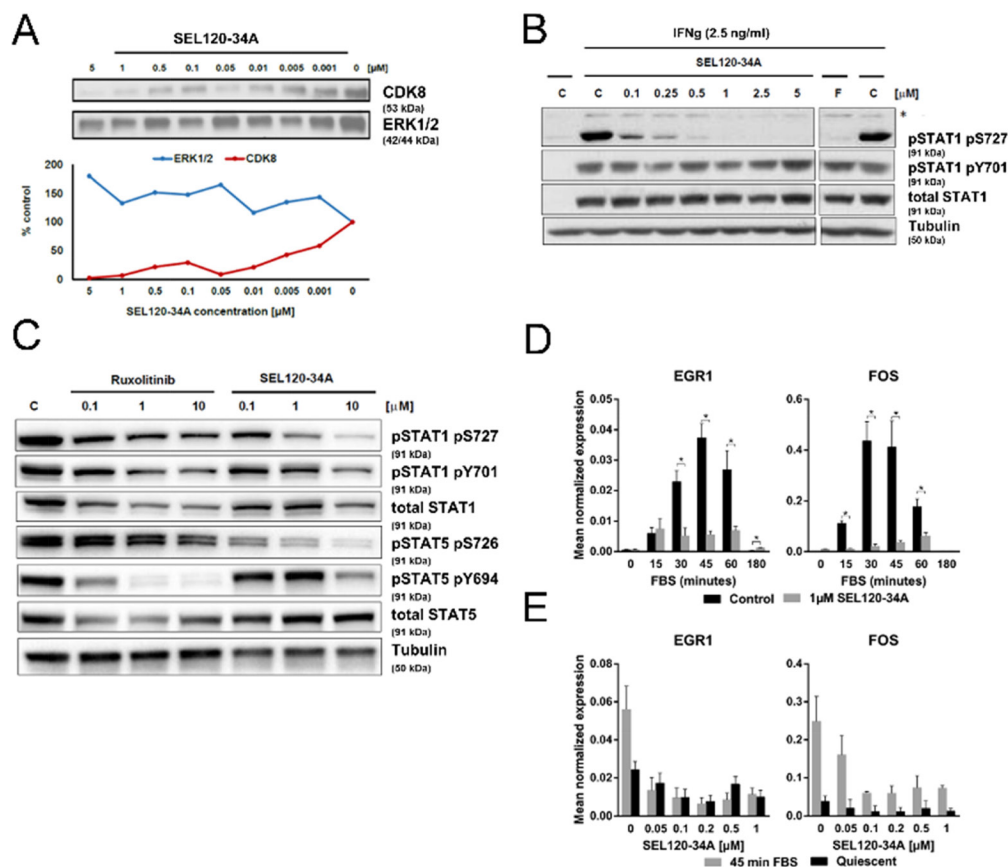 A
SEL120-34A
5 1 0.5 0.1 0.05 0.01 0.005 0.001 0 [µM]
CDK8
(53 kDa)
ERK1/2
(42/44 kDa)
ERK1/2 CDK8
% control
200
150
100
50
0
5 1 0.5 0.1 0.05 0.01 0.005 0.001 0
SEL120-34A concentration [µM]
B
IFNg (2.5 ng/ml)
SEL120-34A
C C 0.1 0.25 0.5 1 2.5 5 F C [µM]
*
pSTAT1 pS727
(91 kDa)
pSTAT1 pY701
(91 kDa)
total STAT1
(91 kDa)
Tubulin
(50 kDa)
C
Ruxolitinib SEL120-34A
C 0.1 1 10 0.1 1 10 [µM]
pSTAT1 pS727
(91 kDa)
pSTAT1 pY701
(91 kDa)
total STAT1
(91 kDa)
pSTAT5 pS726
(91 kDa)
pSTAT5 pY694
(91 kDa)
total STAT5
(91 kDa)
Tubulin
(50 kDa)
D
EGR1
Mean normalized expression
0.05
0.04
0.03
0.02
0.01
0.00
* * * *
0 15 30 45 60 180
FBS (minutes)
FOS
0.6
0.4
0.2
0.0
* * * *
0 15 30 45 60 180
FBS (minutes)
Control 1µM SEL120-34A
E
EGR1
Mean normalized expression
0.08
0.06
0.04
0.02
0.00
0 0.05 0.1 0.2 0.5 1
SEL120-34A [µM]
FOS
0.4
0.3
0.2
0.1
0.0
0 0.05 0.1 0.2 0.5 1
SEL120-34A [µM]
45 min FBS Quiescent